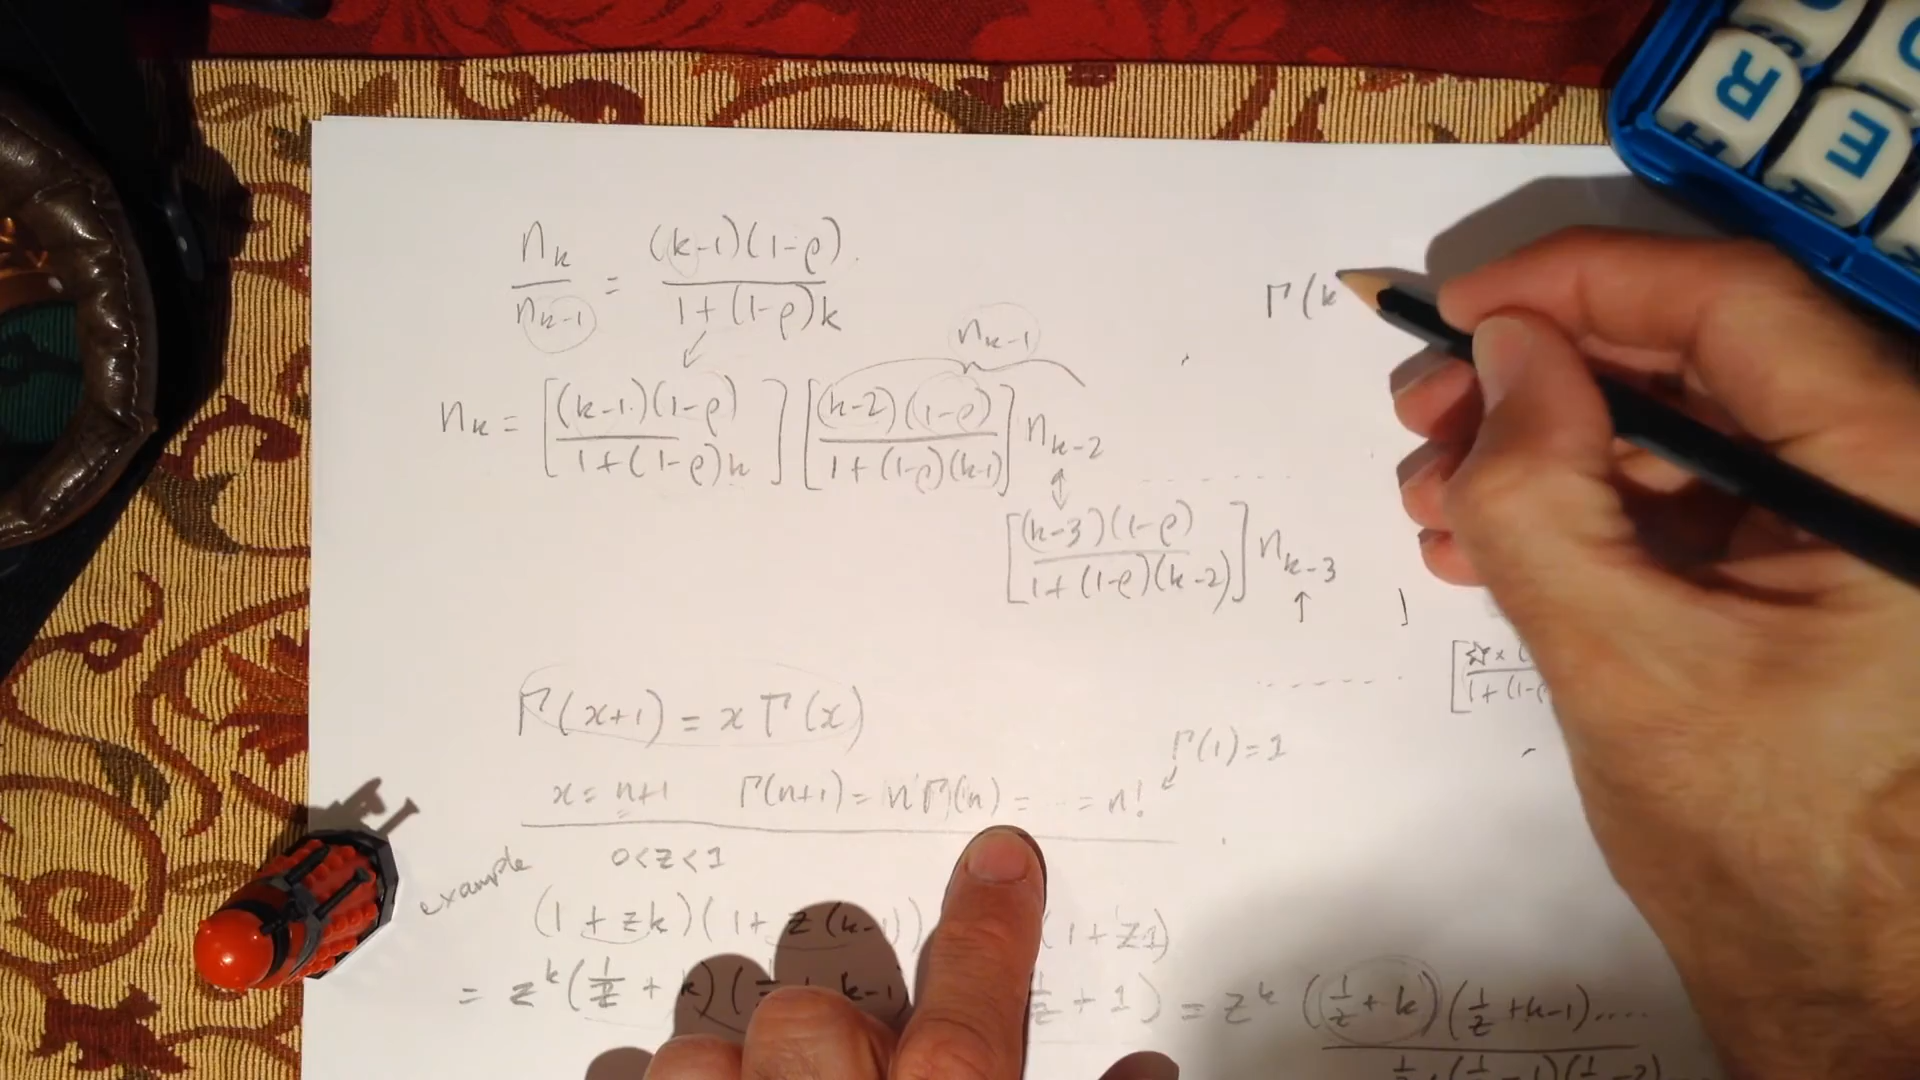 n_k / n_{k-1} = (k-1)(1-ρ) / 1+(1-ρ)k
Γ(k
n_{k-1}
n_k = [(k-1)(1-ρ) / 1+(1-ρ)k] [(k-2)(1-ρ) / 1+(1-ρ)(k-1)] n_{k-2}
[(k-3)(1-ρ) / 1+(1-ρ)(k-2)] n_{k-3}
Γ(x+1) = x Γ(x)
Γ(1) = 1
x = n+1 Γ(n+1) = n Γ(n) = = n!
example
0<z<1
(1+zk)(1+z(k-1)) (1+z1)
= z^k (1/z + k)( k-1) 1/z + 1) = z^k (1/z + k)(1/z + k-1)....
R
E